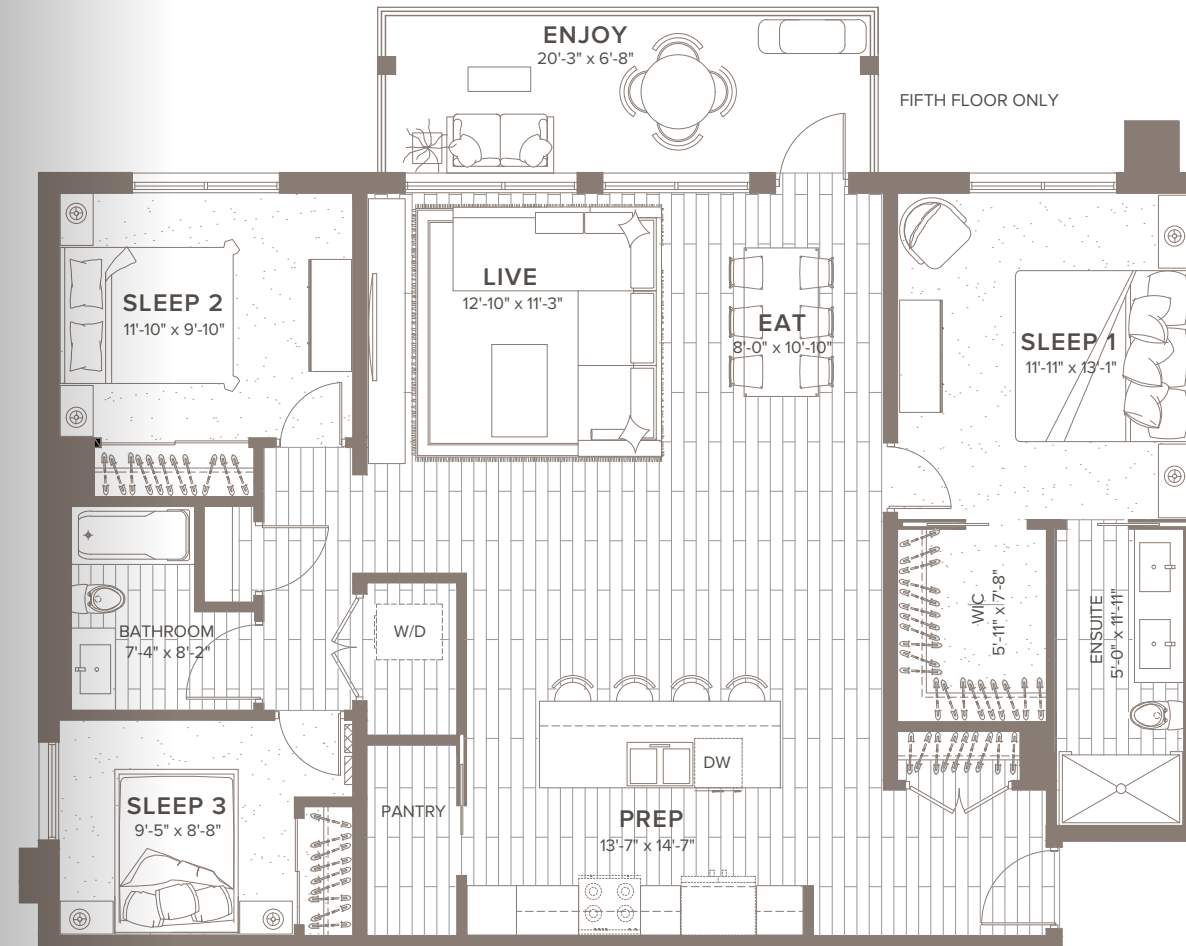 ENJOY
20'-3" x 6'-8"
FIFTH FLOOR ONLY
SLEEP 2
11'-10" x 9'-10"
LIVE
12'-10" x 11'-3"
EAT
8'-0" x 10'-10"
SLEEP 1
11'-11" x 13'-1"
BATHROOM
7'-4" x 8'-2"
W/D
WIC
5'-11" x 7'-8"
ENSUITE
5'-0" x 11'-11"
DW
SLEEP 3
9'-5" x 8'-8"
PANTRY
PREP
13'-7" x 14'-7"